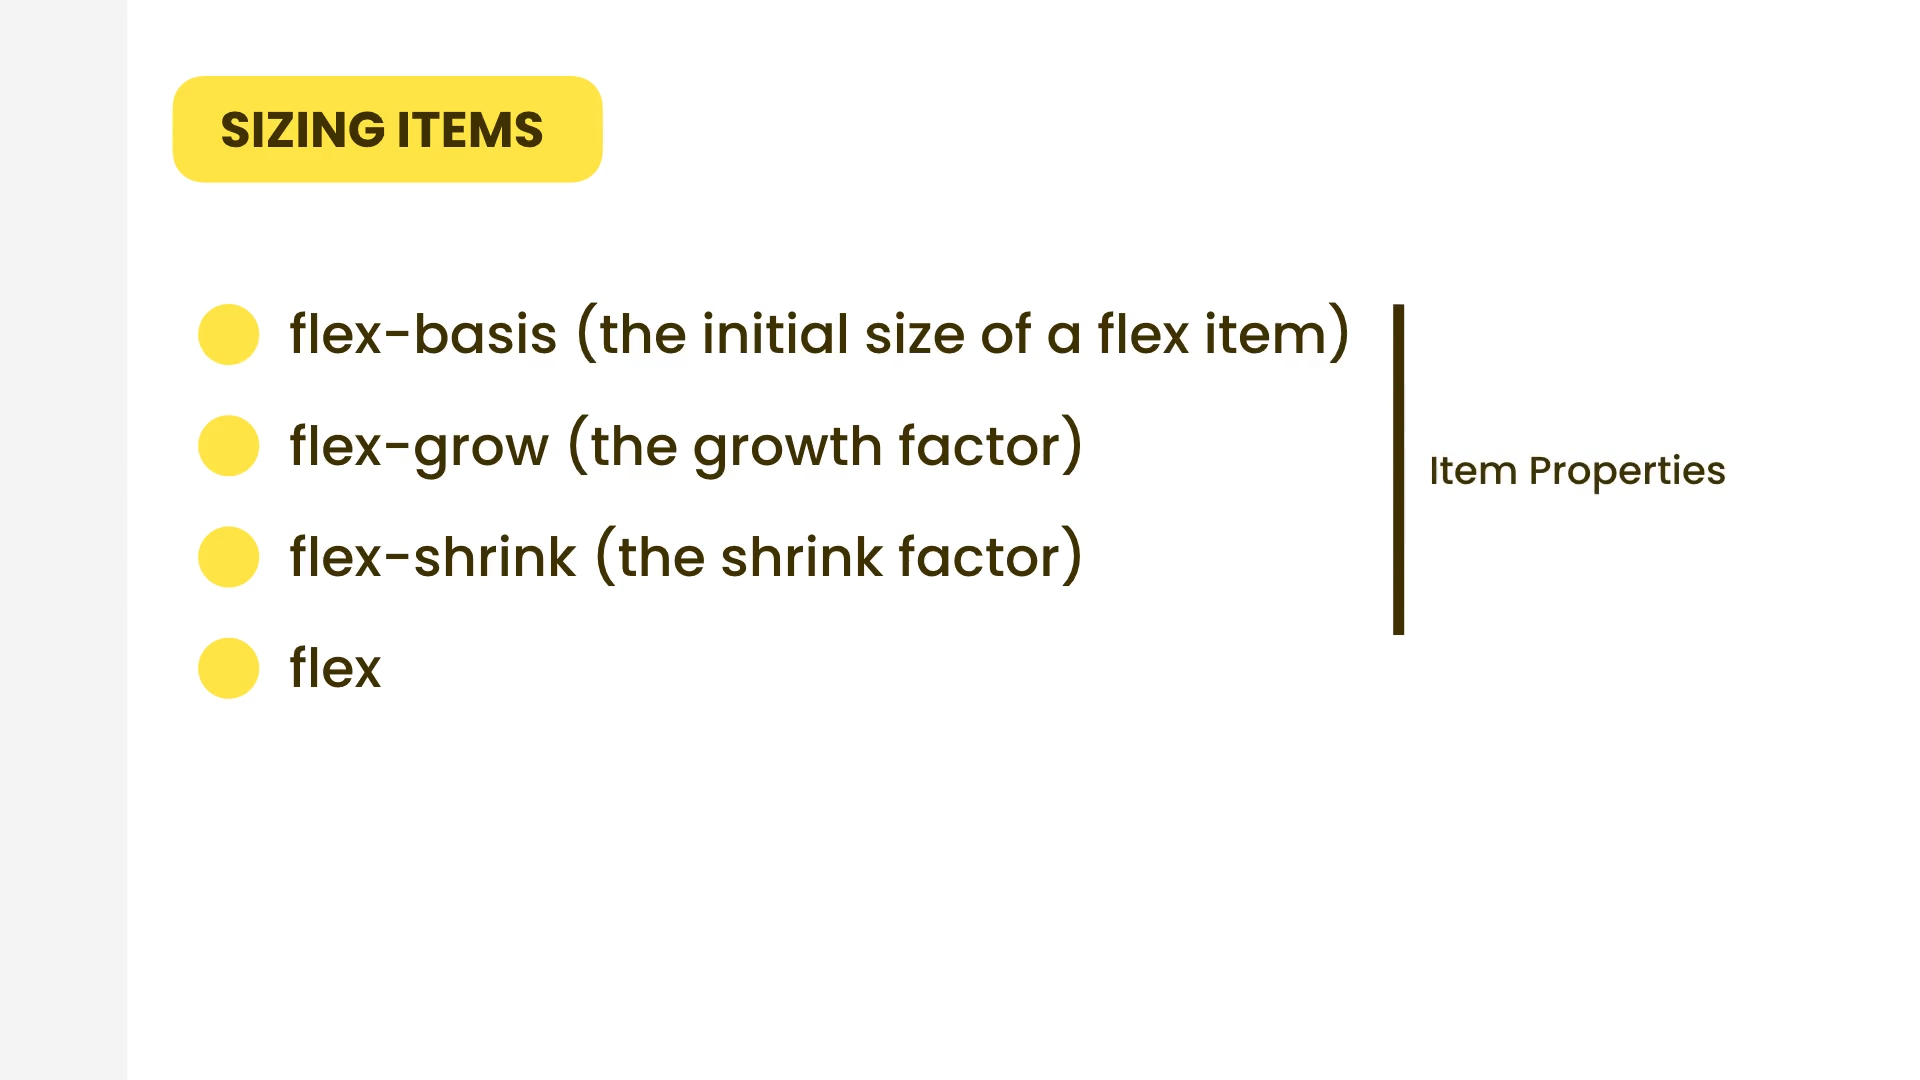 SIZING ITEMS
flex-basis (the initial size of a flex item)
flex-grow (the growth factor)
Item Properties
flex-shrink (the shrink factor)
flex